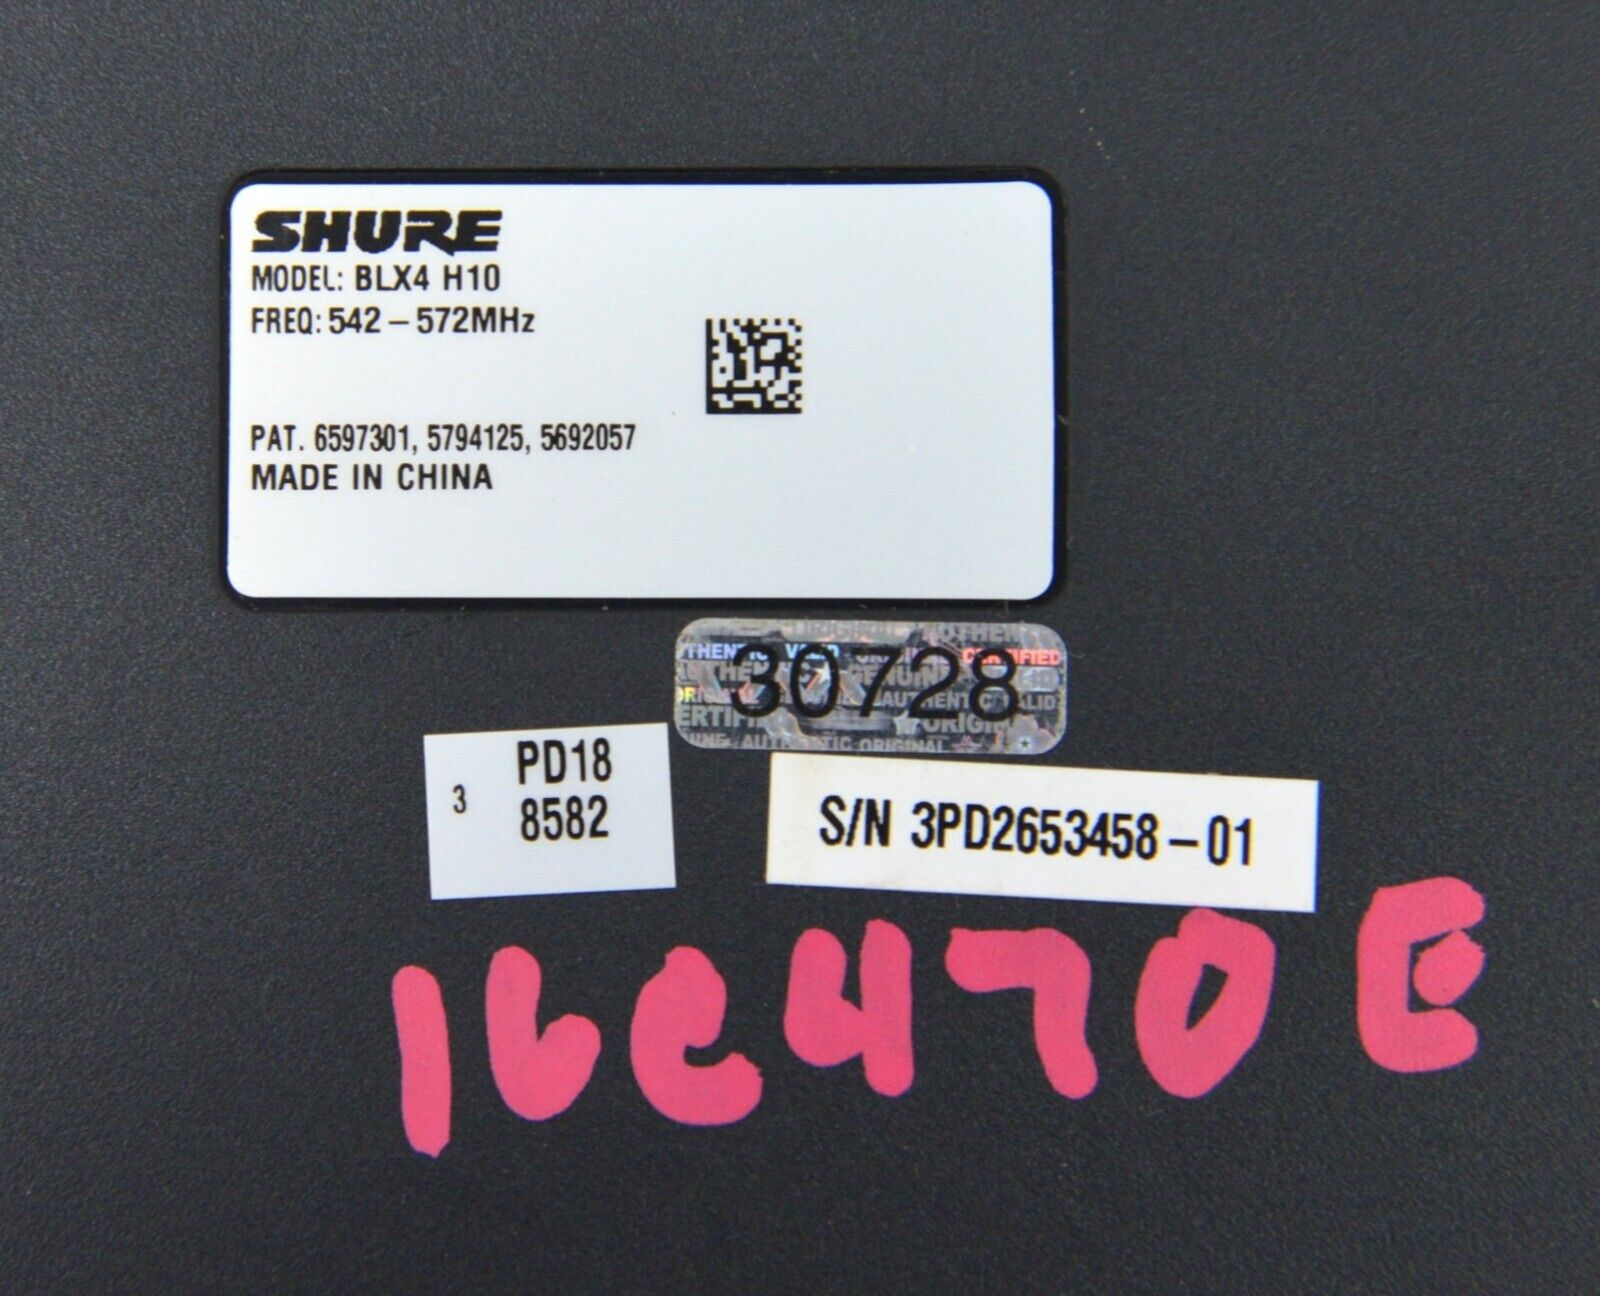 SHURE
MODEL: BLX4 H10
FREQ: 542 – 572MHz
PAT. 6597301, 5794125, 5692057
MADE IN CHINA
30728
3
PD18
8582
S/N 3PD2653458 – 01
16e470E